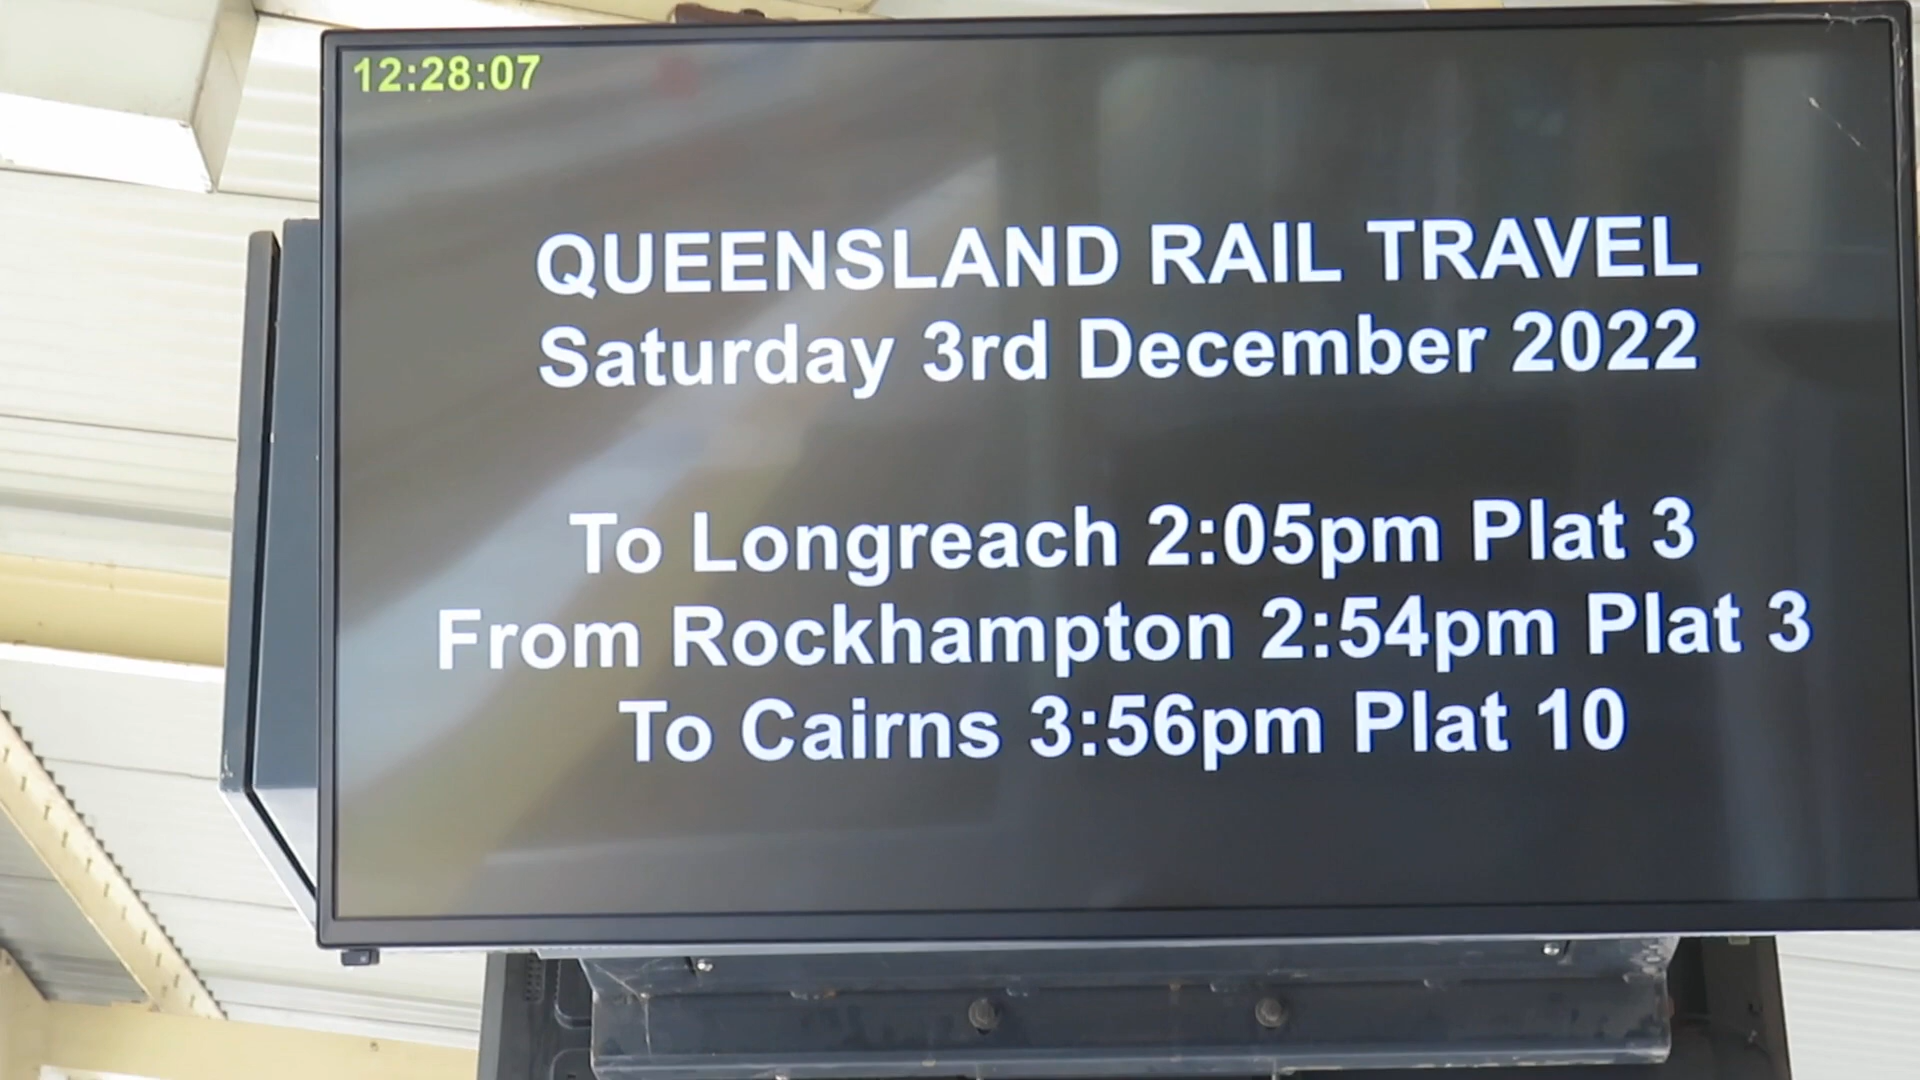 12:28:07
QUEENSLAND RAIL TRAVEL
Saturday 3rd December 2022
To Longreach 2:05pm Plat 3
From Rockhampton 2:54pm Plat 3
To Cairns 3:56pm Plat 10